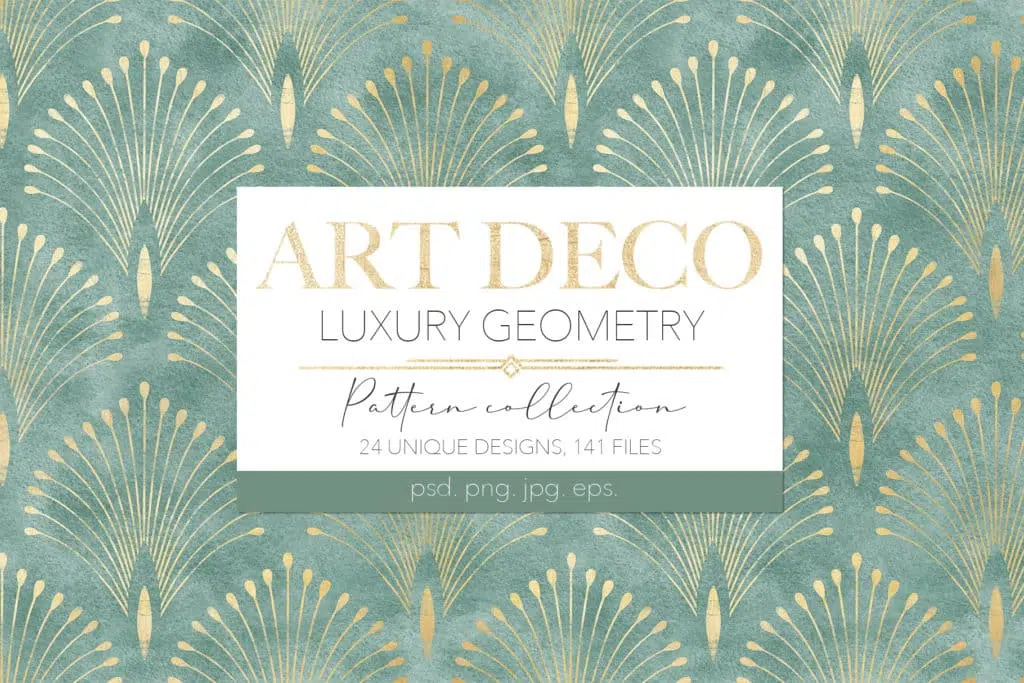 ART DECO
LUXURY GEOMETRY
Pattern collection
24 UNIQUE DESIGNS, 141 FILES
psd. png. jpg. eps.